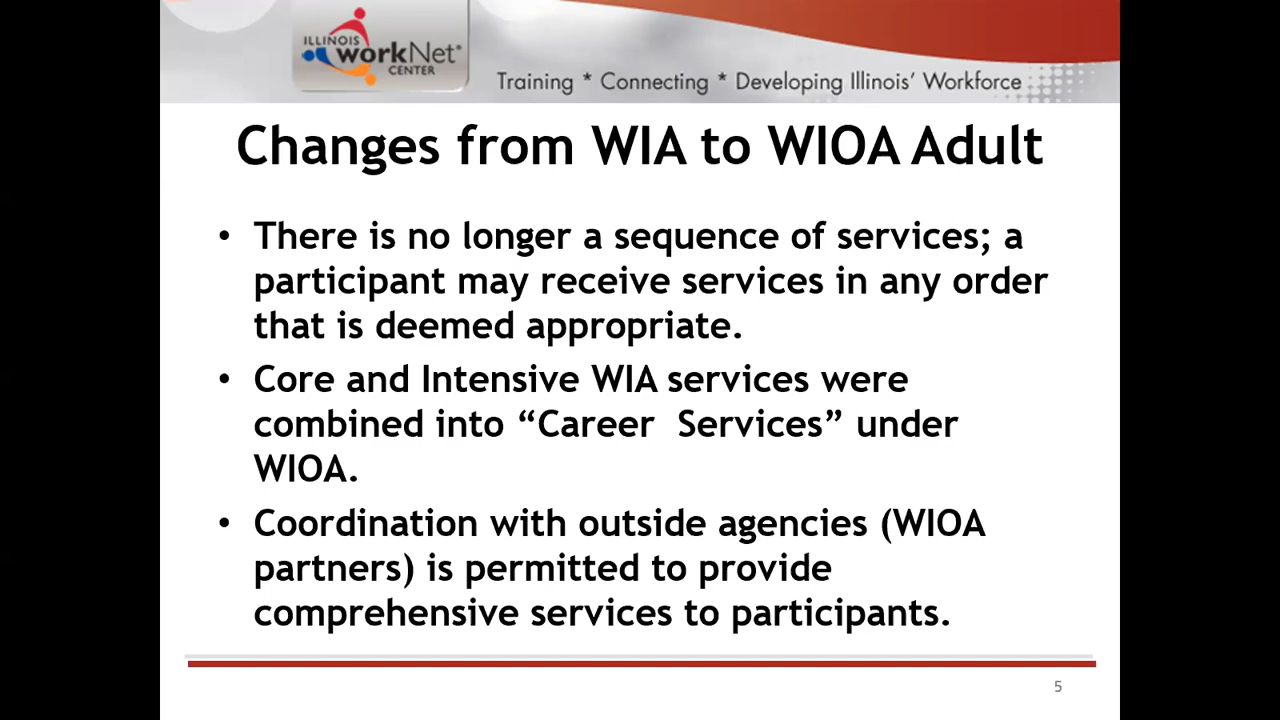 ILLINOIS
workNet®
CENTER
Training * Connecting * Developing Illinois’ Workforce
Changes from WIA to WIOA Adult
• There is no longer a sequence of services; a
participant may receive services in any order
that is deemed appropriate.
• Core and Intensive WIA services were
combined into “Career  Services” under
WIOA.
• Coordination with outside agencies (WIOA
partners) is permitted to provide
comprehensive services to participants.
5